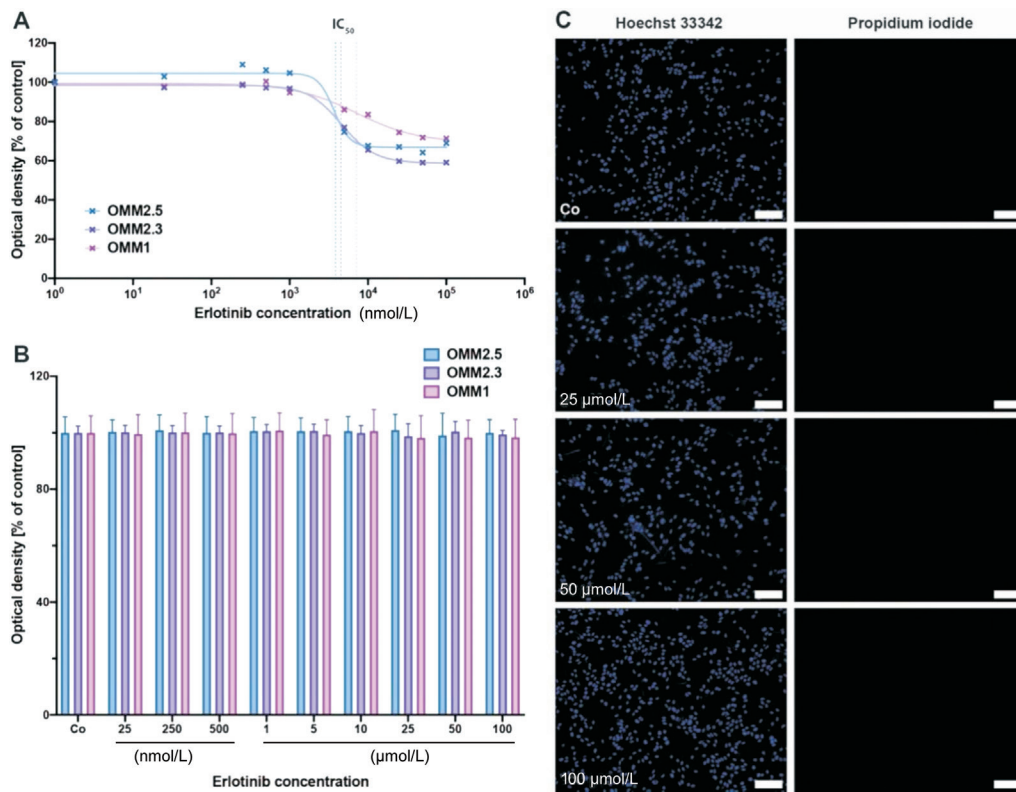 A
IC50
120
100
80
60
40
20
0
Optical density [% of control]
OMM2.5
OMM2.3
OMM1
10^0
10^1
10^2
10^3
10^4
10^5
10^6
Erlotinib concentration (nmol/L)
B
OMM2.5
OMM2.3
OMM1
120
80
40
0
Optical density [% of control]
Co 25 250 500 1 5 10 25 50 100
(nmol/L) (μmol/L)
Erlotinib concentration
C
Hoechst 33342 Propidium iodide
Co
25 μmol/L
50 μmol/L
100 μmol/L